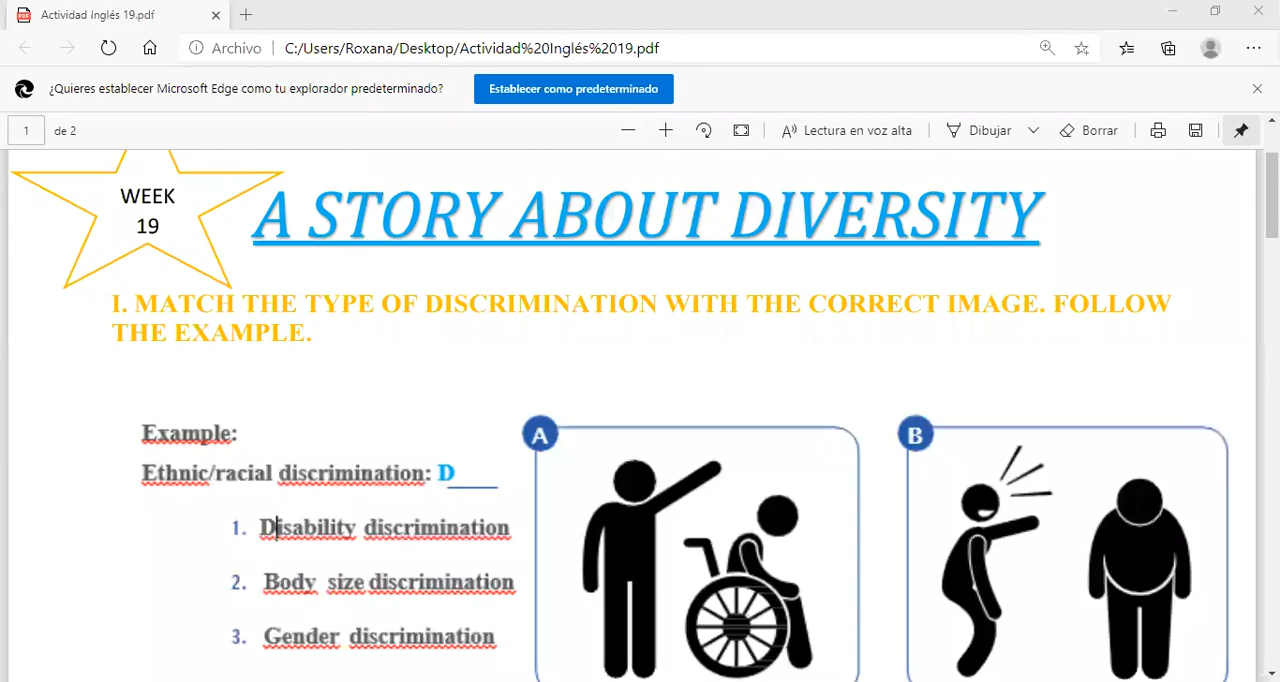 Actividad Inglés 19.pdf
Archivo
C:/Users/Roxana/Desktop/Actividad%20Inglés%2019.pdf
¿Quieres establecer Microsoft Edge como tu explorador predeterminado?
Establecer como predeterminado
1 de 2
Lectura en voz alta
Dibujar
Borrar
WEEK
19
A STORY ABOUT DIVERSITY
I. MATCH THE TYPE OF DISCRIMINATION WITH THE CORRECT IMAGE. FOLLOW
THE EXAMPLE.
Example:
Ethnic/racial discrimination: D
1. Disability discrimination
2. Body size discrimination
3. Gender discrimination
A
B